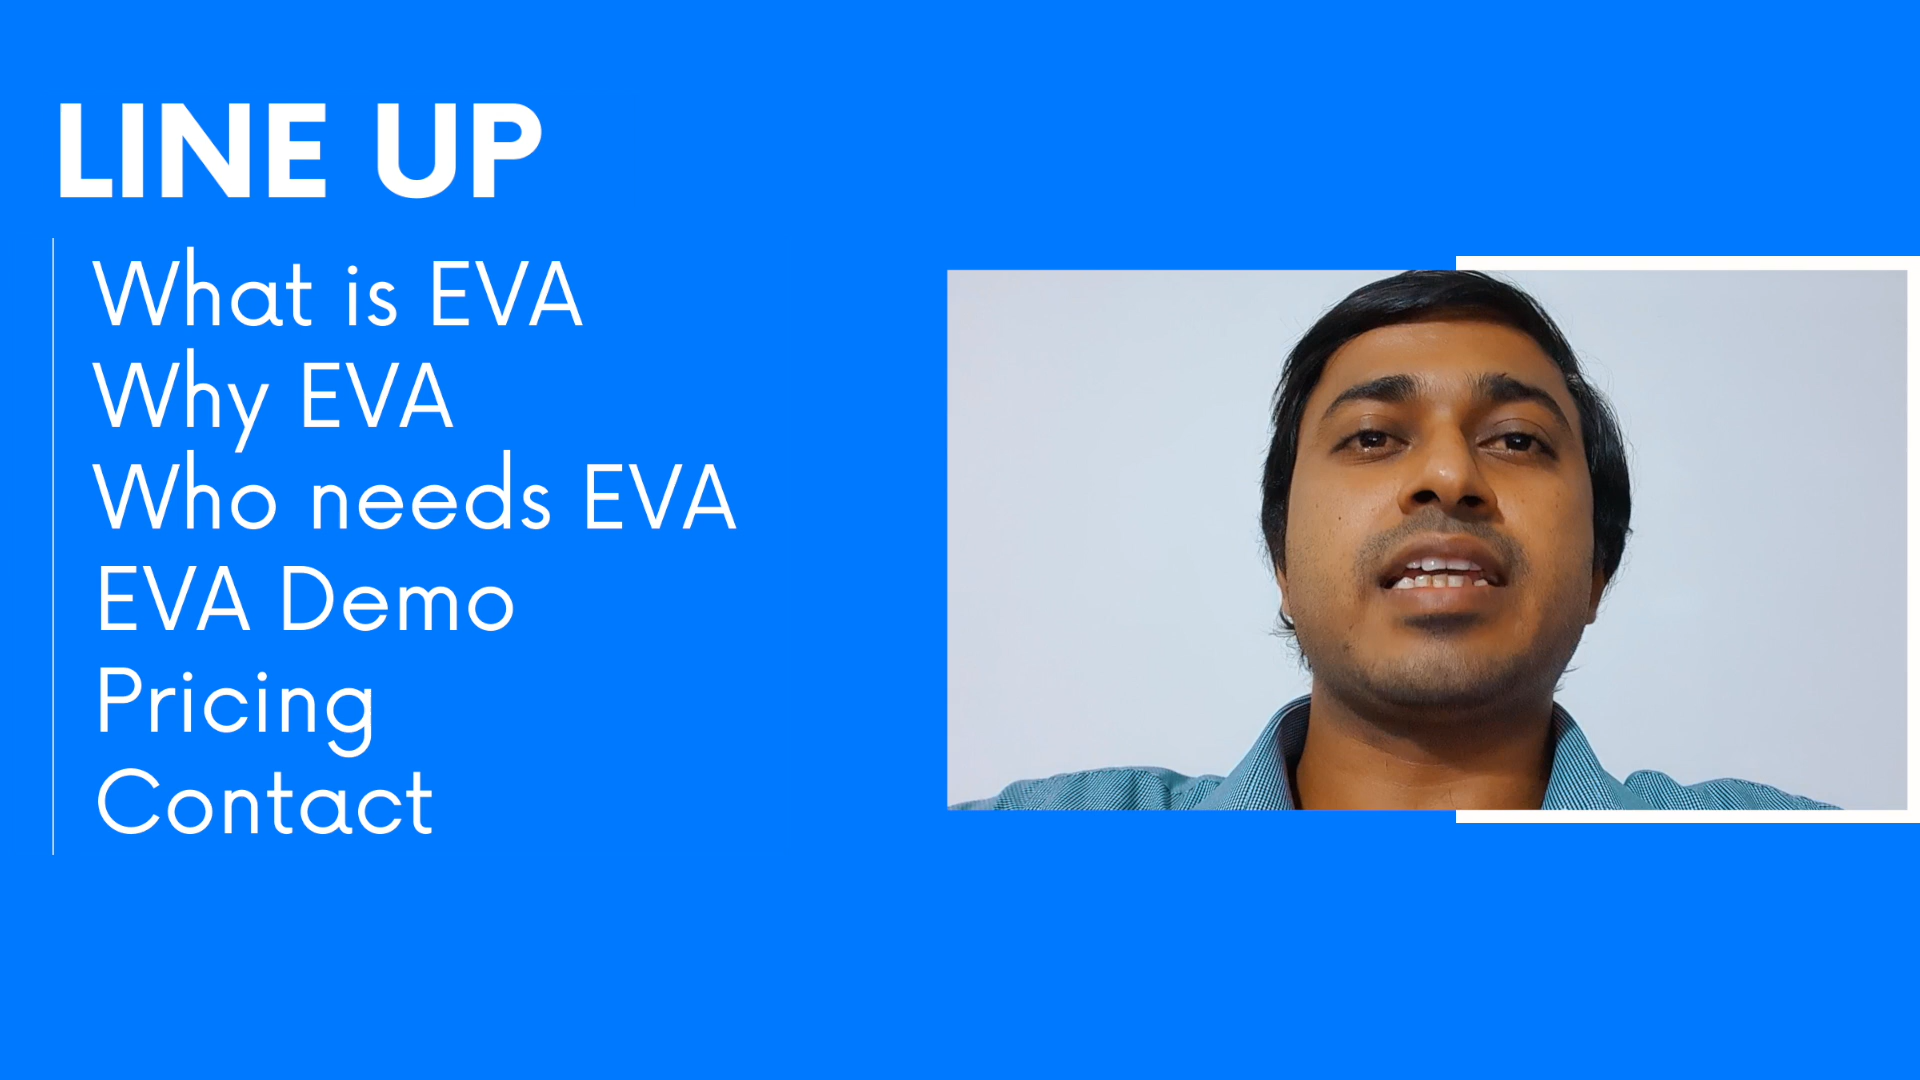 LINE UP
What is EVA
Why EVA
Who needs EVA
EVA Demo
Pricing
Contact